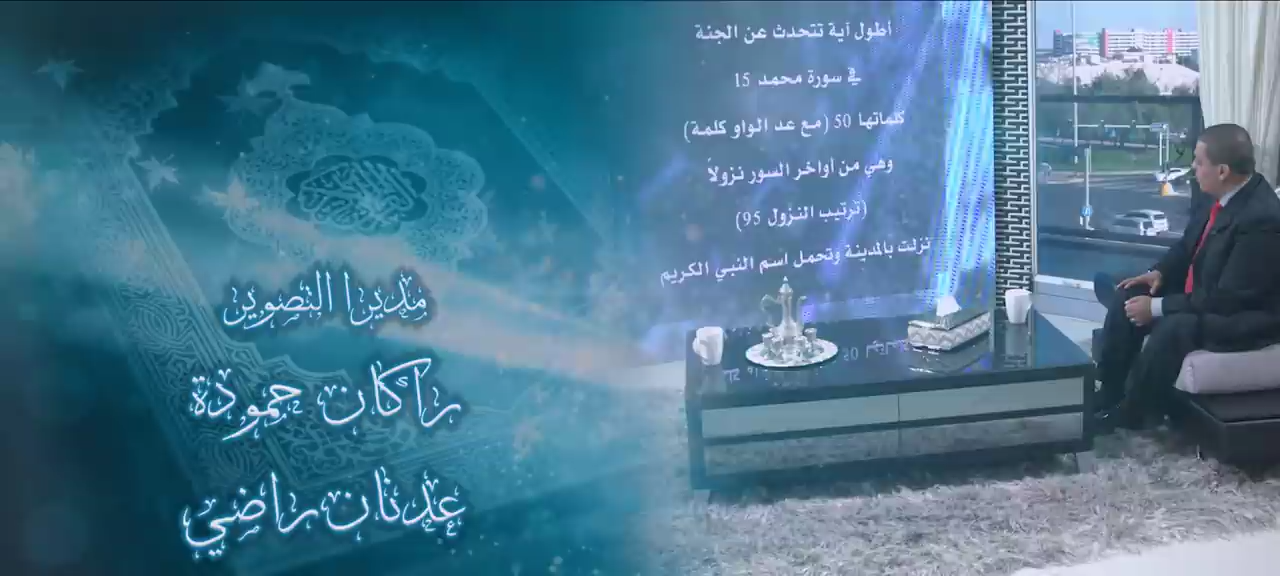 أطول آية تتحدث عن الجنة
في سورة محمد 15
كلماتها 50 (مع عد الواو كلمة)
وهي من أواخر السور نزولاً
(ترتيب النزول 95)
نزلت بالمدينة وتحمل اسم النبي الكريم
مديرا التصوير
راكان حمودة
عدنان راضي